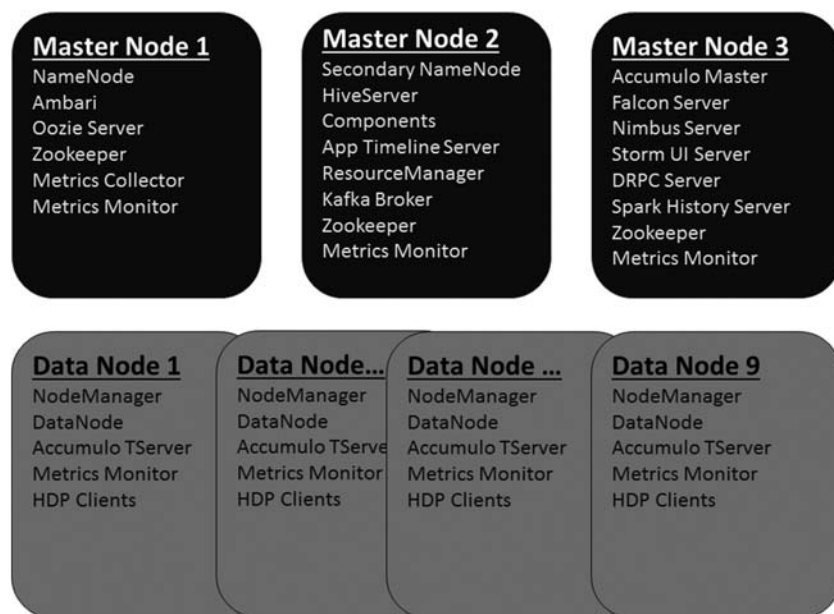 Master Node 1
NameNode
Ambari
Oozie Server
Zookeeper
Metrics Collector
Metrics Monitor
Master Node 2
Secondary NameNode
HiveServer
Components
App Timeline Server
ResourceManager
Kafka Broker
Zookeeper
Metrics Monitor
Master Node 3
Accumulo Master
Falcon Server
Nimbus Server
Storm UI Server
DRPC Server
Spark History Server
Zookeeper
Metrics Monitor
Data Node 1
NodeManager
DataNode
Accumulo TServer
Metrics Monitor
HDP Clients
Data Node...
NodeManager
DataNode
Accumulo TServe
Metrics Monitor
HDP Clients
Data Node ...
NodeManager
DataNode
Accumulo TServer
Metrics Monitor
HDP Clients
Data Node 9
NodeManager
DataNode
Accumulo TServer
Metrics Monitor
HDP Clients